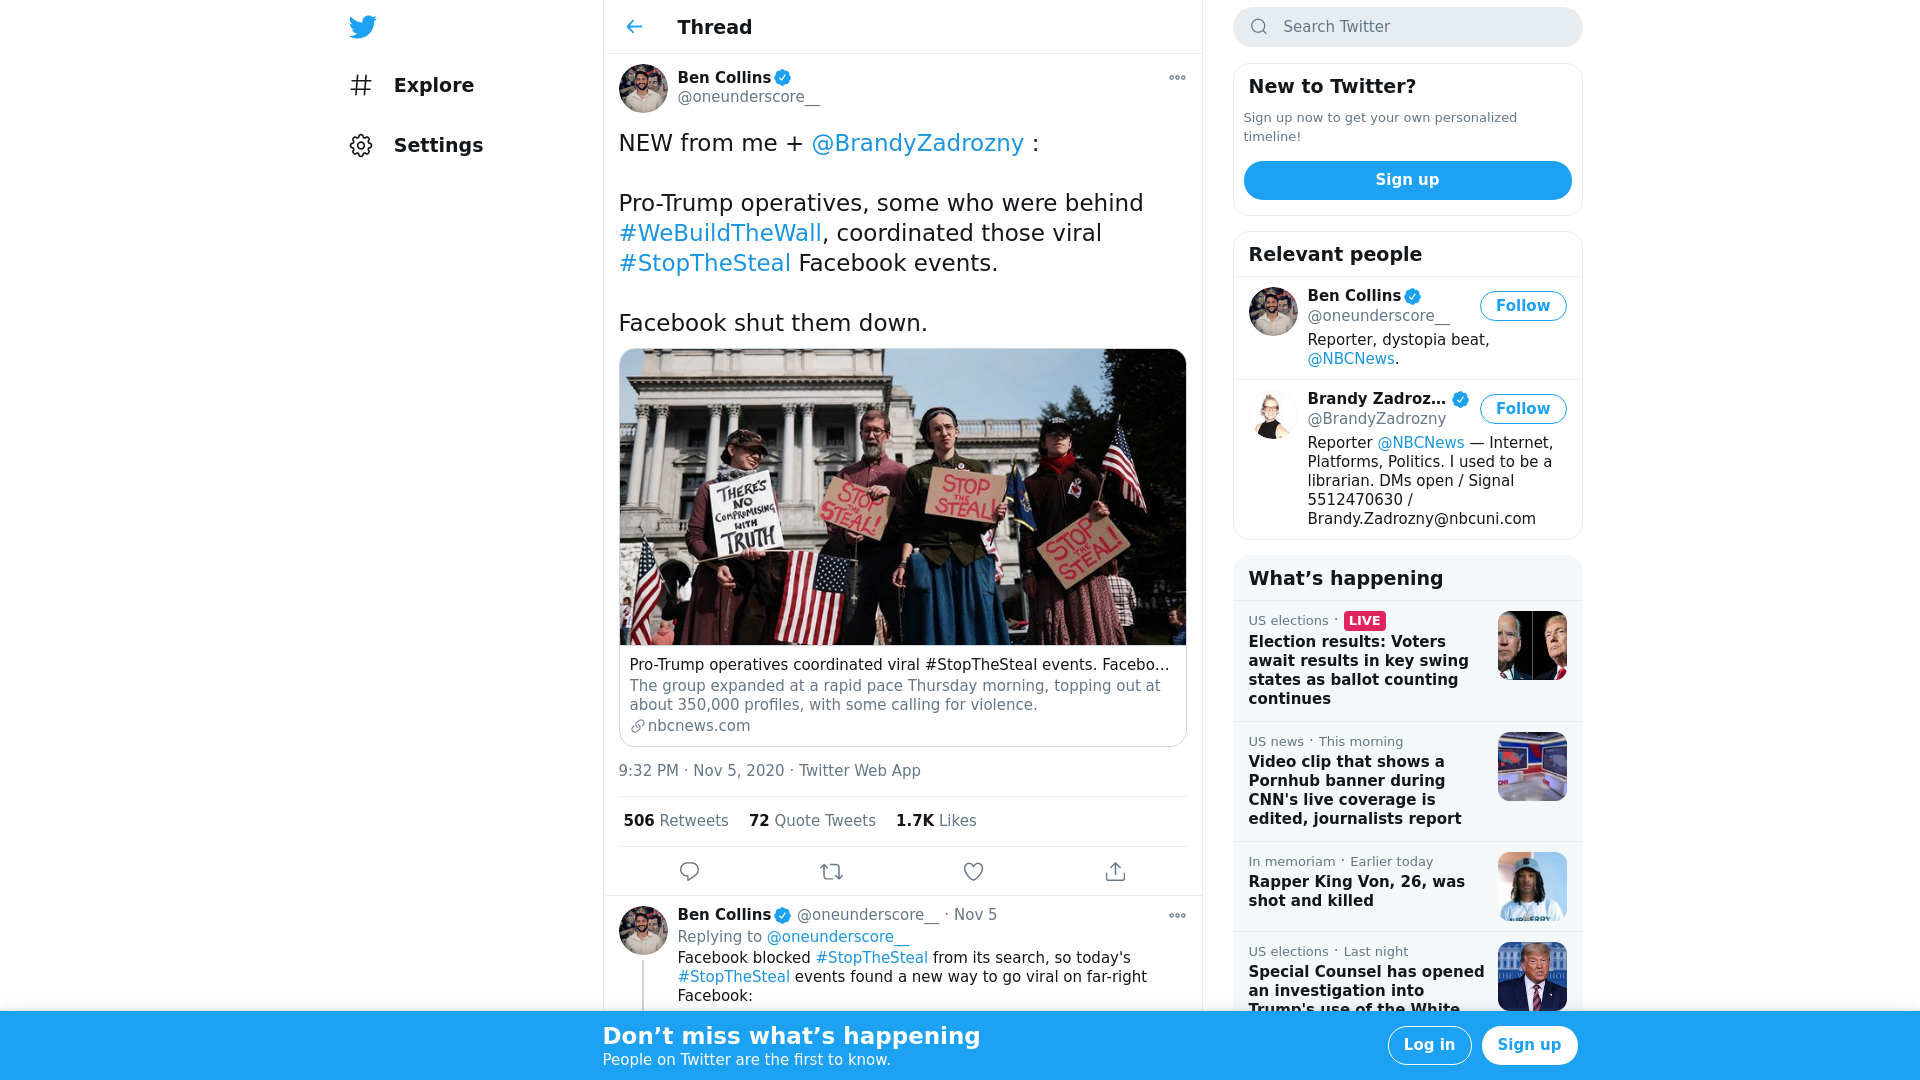 Explore
Settings
Thread
Ben Collins
@oneunderscore__
NEW from me + @BrandyZadrozny :
Pro-Trump operatives, some who were behind
#WeBuildTheWall, coordinated those viral
#StopTheSteal Facebook events.
Facebook shut them down.
THERE'S
NO
COMPROMISING
WITH
TRUTH
STOP
THE
STEAL!
STOP
THE
STEAL!
STOP
THE
STEAL!
Pro-Trump operatives coordinated viral #StopTheSteal events. Facebo...
The group expanded at a rapid pace Thursday morning, topping out at
about 350,000 profiles, with some calling for violence.
nbcnews.com
9:32 PM · Nov 5, 2020 · Twitter Web App
506 Retweets 72 Quote Tweets 1.7K Likes
Ben Collins @oneunderscore__ · Nov 5
Replying to @oneunderscore__
Facebook blocked #StopTheSteal from its search, so today's
#StopTheSteal events found a new way to go viral on far-right
Facebook:
Search Twitter
New to Twitter?
Sign up now to get your own personalized
timeline!
Sign up
Relevant people
Ben Collins
@oneunderscore__
Follow
Reporter, dystopia beat,
@NBCNews.
Brandy Zadroz...
@BrandyZadrozny
Follow
Reporter @NBCNews — Internet,
Platforms, Politics. I used to be a
librarian. DMs open / Signal
5512470630 /
Brandy.Zadrozny@nbcuni.com
What's happening
US elections · LIVE
Election results: Voters
await results in key swing
states as ballot counting
continues
US news · This morning
Video clip that shows a
Pornhub banner during
CNN's live coverage is
edited, journalists report
In memoriam · Earlier today
Rapper King Von, 26, was
shot and killed
US elections · Last night
Special Counsel has opened
an investigation into
Trump's use of the White
Don't miss what's happening
People on Twitter are the first to know.
Log in
Sign up